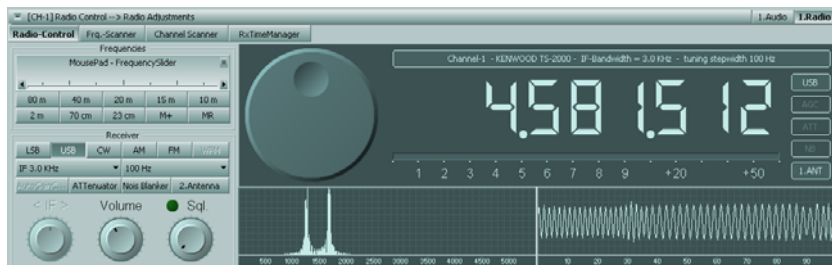 [CH-1] Radio Control --> Radio Adjustments 1.Audio 1.Radio
Radio-Control Frq.-Scanner Channel Scanner RxTimeManager
Frequencies
MousePad - FrequencySlider
80 m 40 m 20 m 15 m 10 m
2 m 70 cm 23 cm M+ MR
Receiver
LSB USB CW AM FM
IF 3.0 KHz 100 Hz
ATTenuator Nois Blanker 2.Antenna
< IF > Volume Sql.
Channel-1 - KENWOOD TS-2000 - IF-Bandwidth = 3.0 KHz - tuning stepwidth 100 Hz
4.581.512
USB
AGC
ATT
NB
1.ANT
1 2 3 4 5 6 7 8 9 +20 +50
500 1000 1500 2000 2500 3000 3500 4000 4500 5000
10 20 30 40 50 60 70 80 90